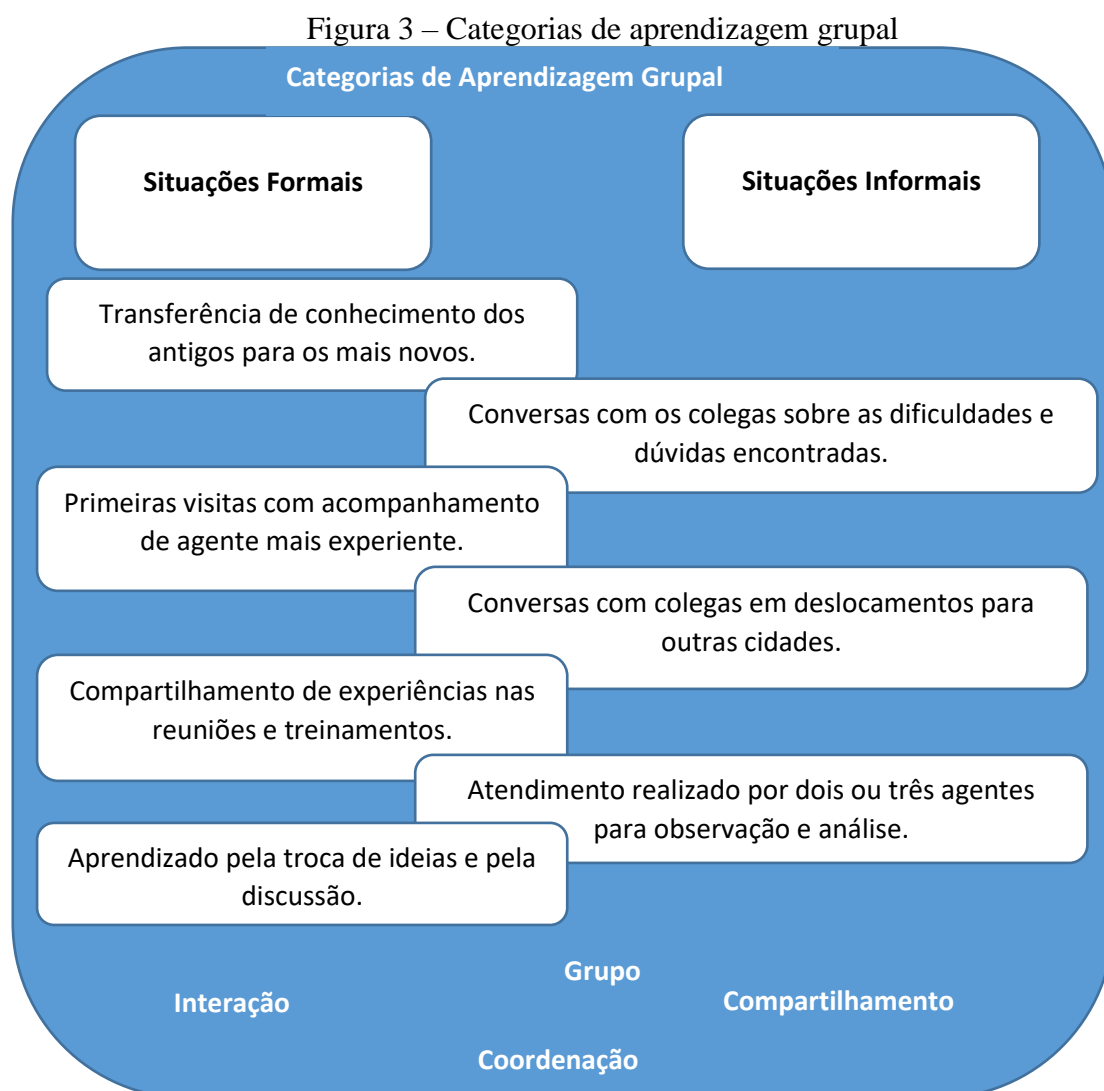 Figura 3 – Categorias de aprendizagem grupal
Categorias de Aprendizagem Grupal
Situações Formais
Situações Informais
Transferência de conhecimento dos
antigos para os mais novos.
Conversas com os colegas sobre as dificuldades e
dúvidas encontradas.
Primeiras visitas com acompanhamento
de agente mais experiente.
Conversas com colegas em deslocamentos para
outras cidades.
Compartilhamento de experiências nas
reuniões e treinamentos.
Atendimento realizado por dois ou três agentes
para observação e análise.
Aprendizado pela troca de ideias e pela
discussão.
Grupo
Interação
Compartilhamento
Coordenação